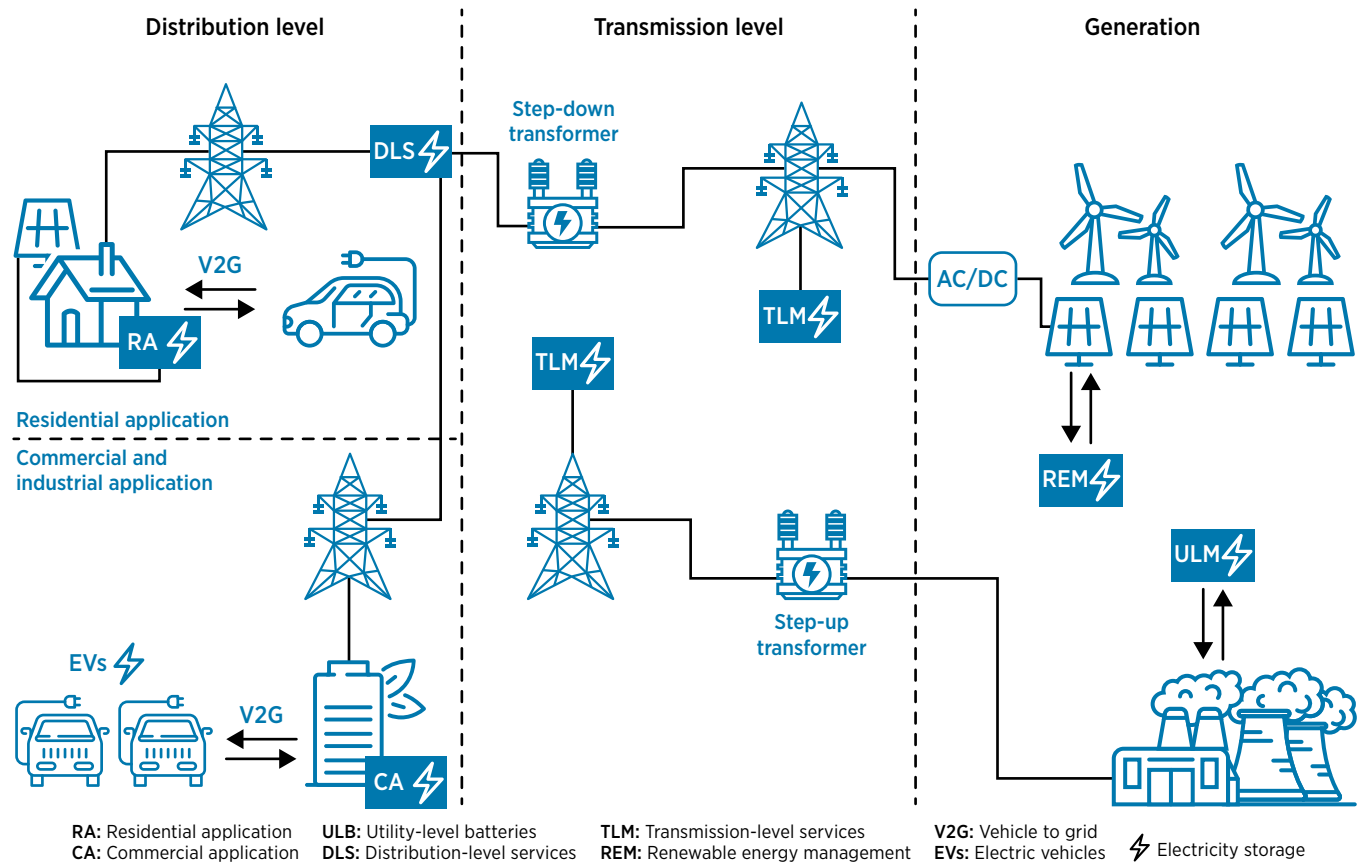 Distribution level
Transmission level
Generation
Step-down
transformer
DLS
V2G
AC/DC
RA
TLM
TLM
Residential application
Commercial and
industrial application
REM
ULM
Step-up
transformer
EVs
V2G
CA
RA: Residential application
CA: Commercial application
ULB: Utility-level batteries
DLS: Distribution-level services
TLM: Transmission-level services
REM: Renewable energy management
V2G: Vehicle to grid
EVs: Electric vehicles
Electricity storage